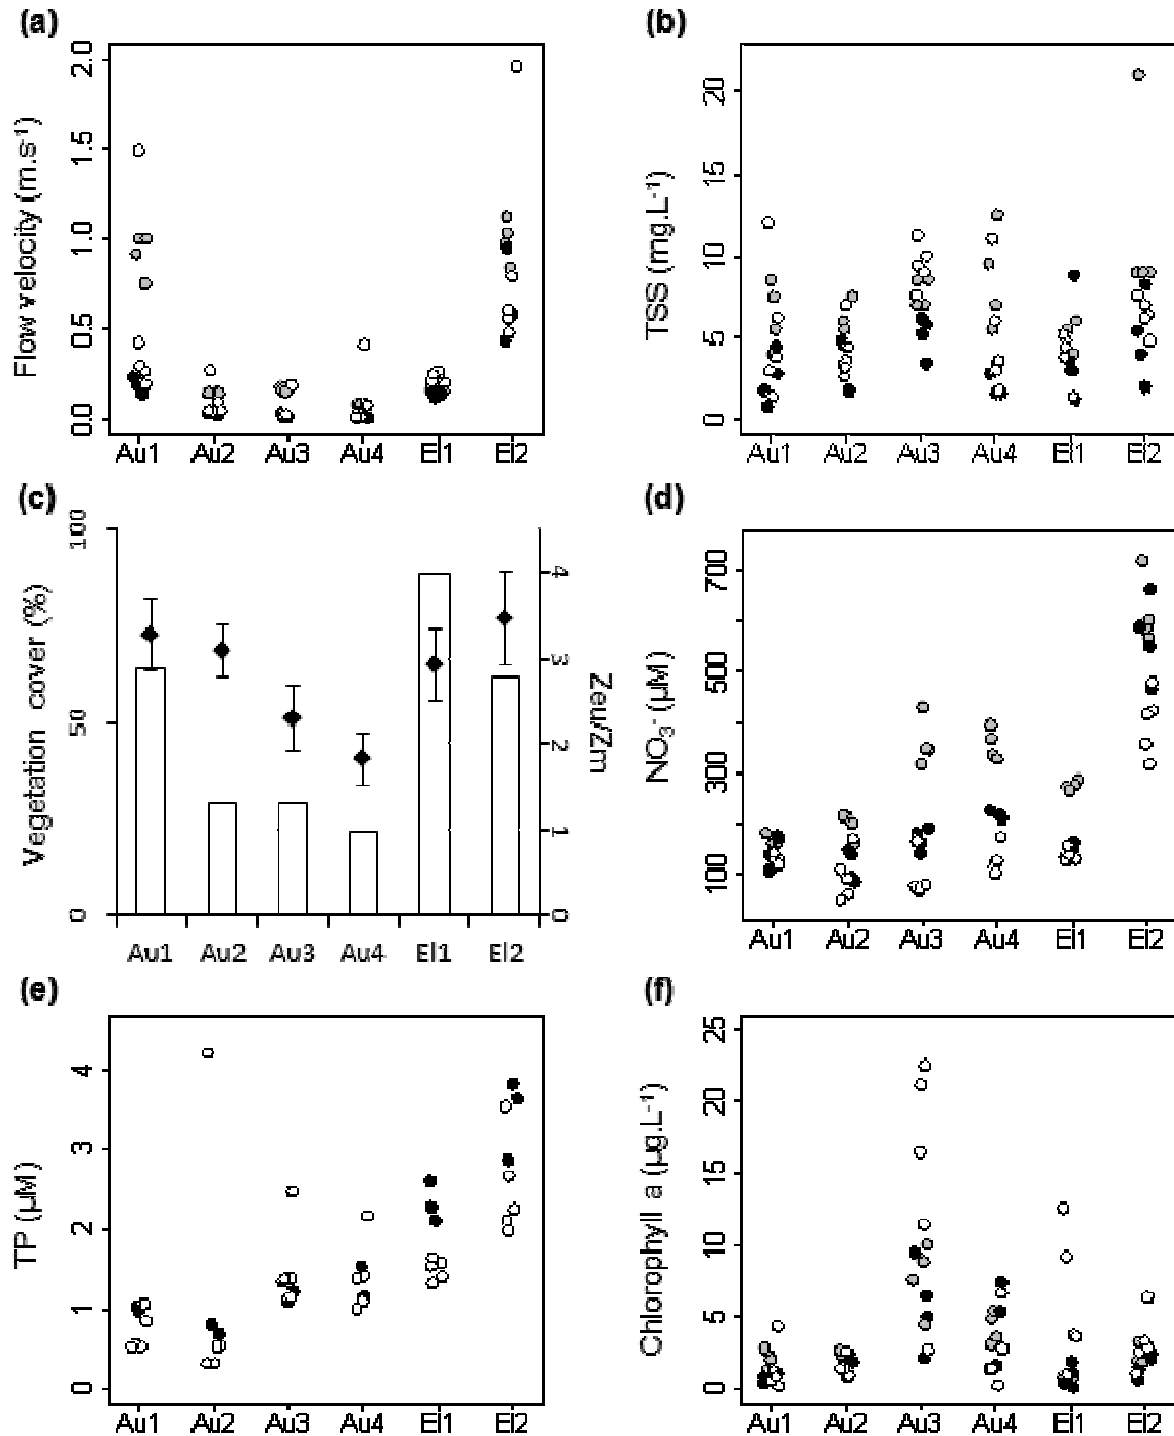 (a)
Flow velocity (m.s-1)
2.0
1.5
1.0
0.5
0.0
Au1 Au2 Au3 Au4 El1 El2
(b)
TSS (mg.L-1)
20
15
10
5
0
Au1 Au2 Au3 Au4 El1 El2
(c)
Vegetation cover (%)
100
50
0
4
3
2
1
0
Zeu/Zm
Au1 Au2 Au3 Au4 El1 El2
(d)
NO3- (µM)
700
500
300
100
Au1 Au2 Au3 Au4 El1 El2
(e)
TP (µM)
4
3
2
1
0
Au1 Au2 Au3 Au4 El1 El2
(f)
Chlorophyll a (µg.L-1)
25
20
15
10
5
0
Au1 Au2 Au3 Au4 El1 El2